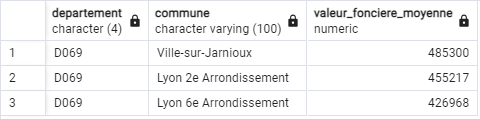 departement commune valeur_fonciere_moyenne
character (4) character varying (100) numeric
1 D069 Ville-sur-Jarnioux 485300
2 D069 Lyon 2e Arrondissement 455217
3 D069 Lyon 6e Arrondissement 426968